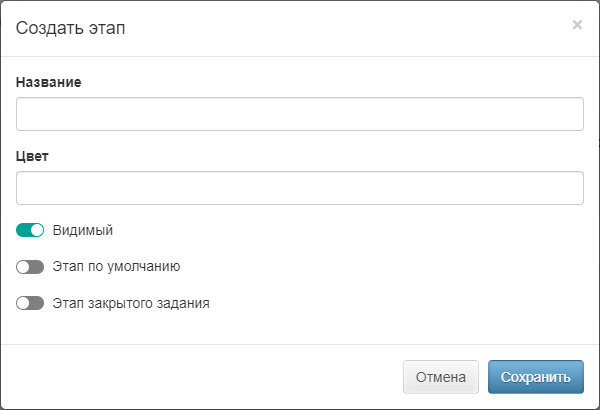 Создать этап
×
Название
Цвет
Видимый
Этап по умолчанию
Этап закрытого задания
Отмена
Сохранить